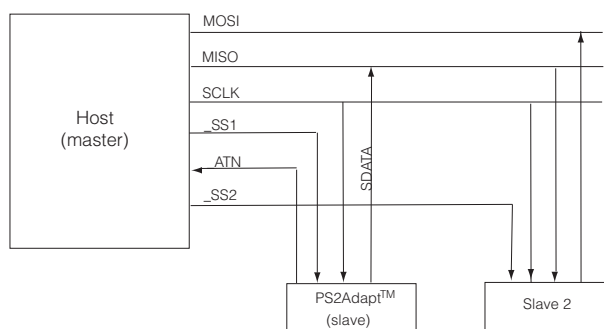 MOSI
MISO
SCLK
Host
(master)
_SS1
ATN
SDATA
_SS2
PS2Adapt™
(slave)
Slave 2